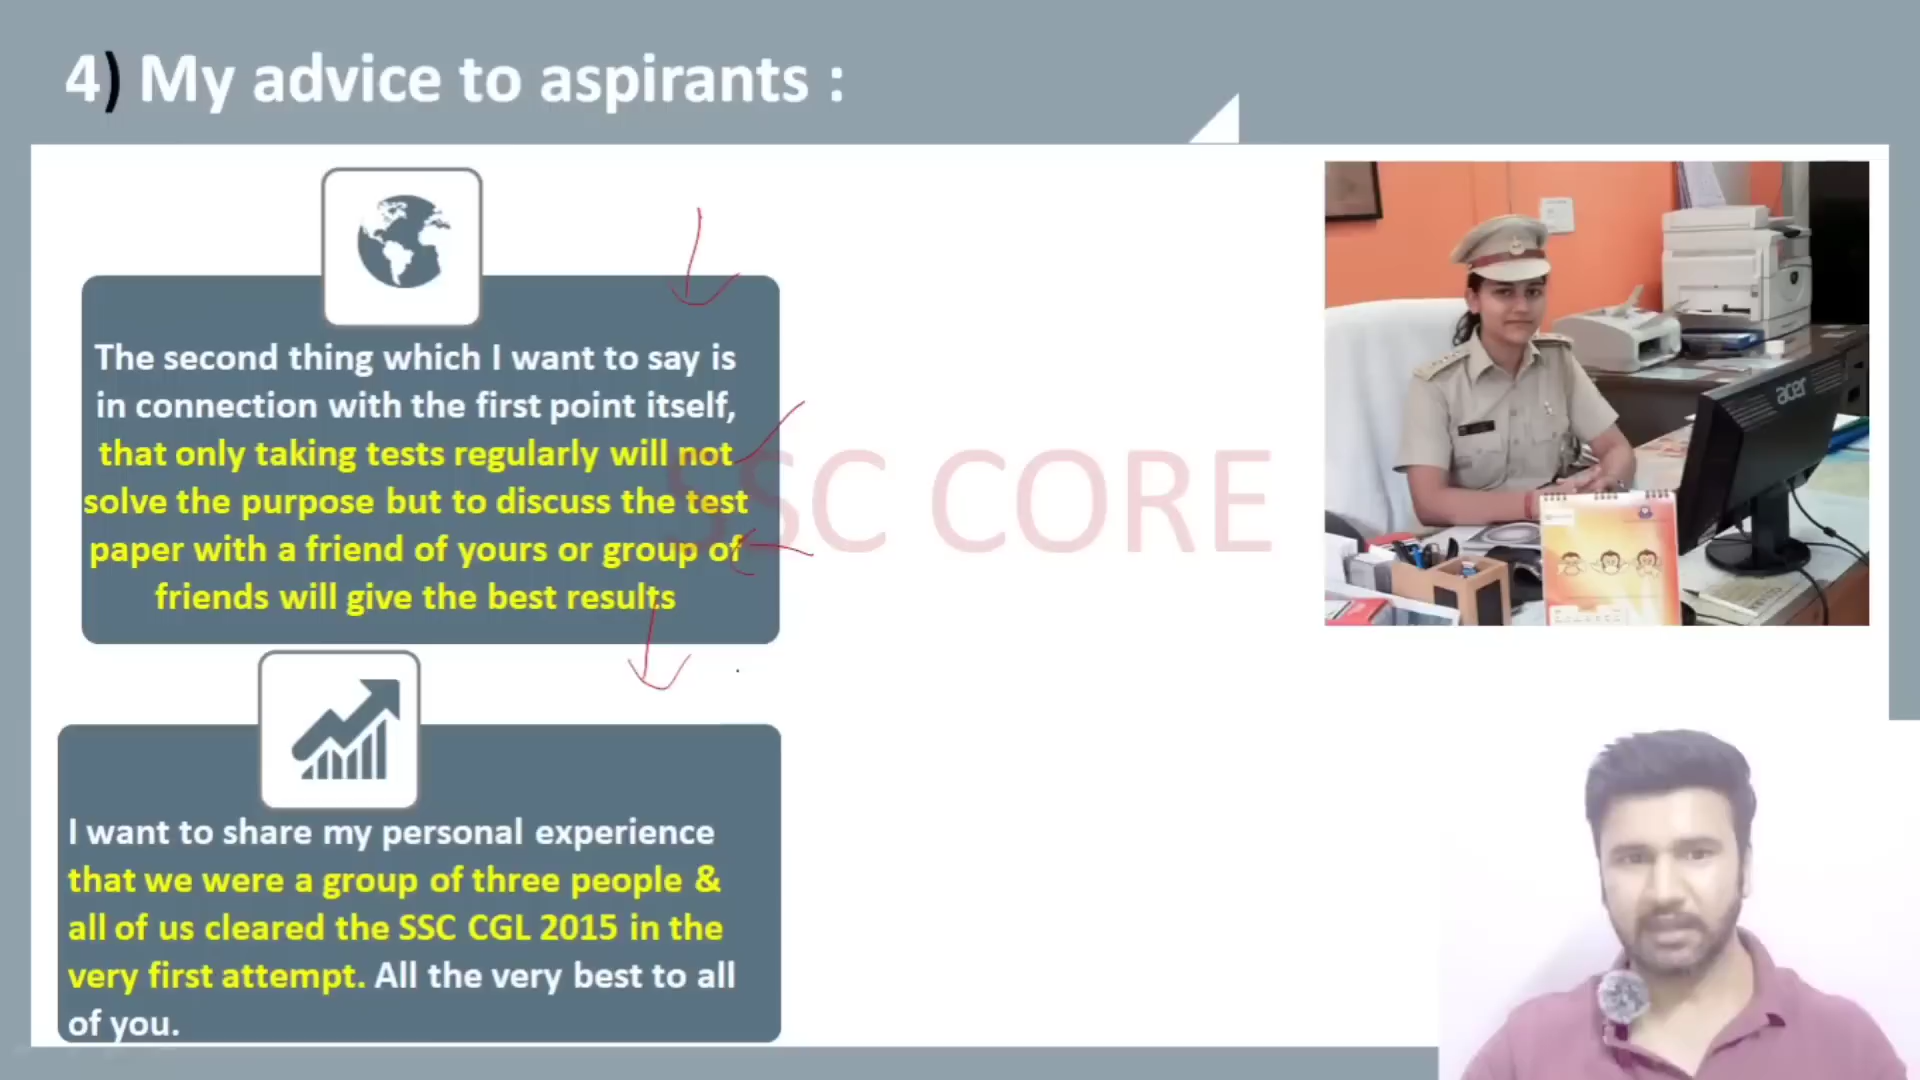 4) My advice to aspirants :
The second thing which I want to say is
in connection with the first point itself,
that only taking tests regularly will not
solve the purpose but to discuss the test
paper with a friend of yours or group of
friends will give the best results
SSC CORE
acer
I want to share my personal experience
that we were a group of three people &
all of us cleared the SSC CGL 2015 in the
very first attempt. All the very best to all
of you.